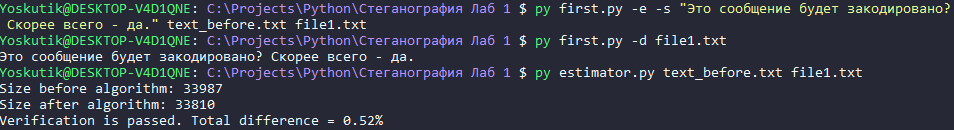 Yoskutik@DESKTOP-V4D1QNE: C:\Projects\Python\Стеганография Лаб 1 $ py first.py -e -s "Это сообщение будет закодировано?
Скорее всего - да." text_before.txt file1.txt
Yoskutik@DESKTOP-V4D1QNE: C:\Projects\Python\Стеганография Лаб 1 $ py first.py -d file1.txt
Это сообщение будет закодировано? Скорее всего - да.
Yoskutik@DESKTOP-V4D1QNE: C:\Projects\Python\Стеганография Лаб 1 $ py estimator.py text_before.txt file1.txt
Size before algorithm: 33987
Size after algorithm: 33810
Verification is passed. Total difference = 0.52%